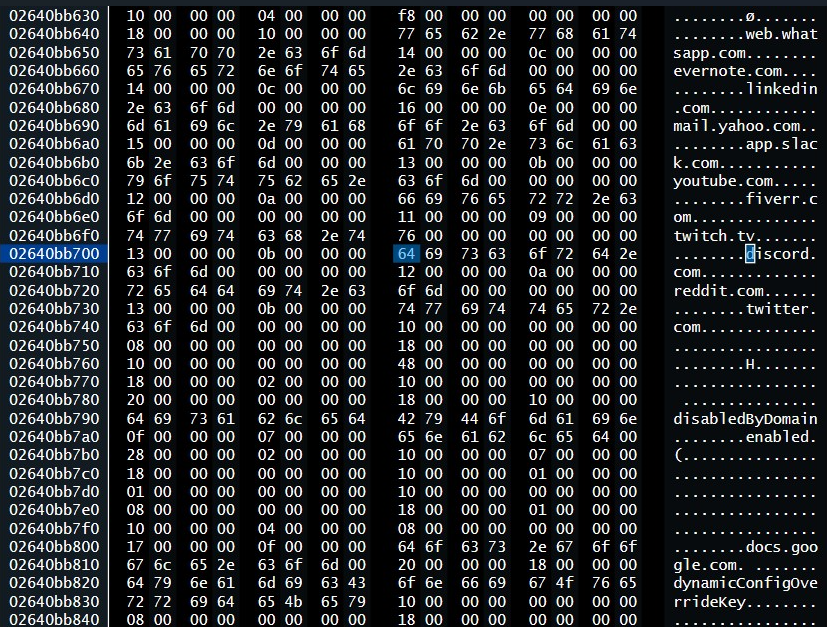 02640bb630 10 00 00 00 04 00 00 00 f8 00 00 00 00 00 00 00 ........ø.......
02640bb640 18 00 00 00 10 00 00 00 77 65 62 2e 77 68 61 74 ........web.what
02640bb650 73 61 70 70 2e 63 6f 6d 14 00 00 00 0c 00 00 00 sapp.com........
02640bb660 65 76 65 72 6e 6f 74 65 2e 63 6f 6d 00 00 00 00 evernote.com....
02640bb670 14 00 00 00 0c 00 00 00 6c 69 6e 6b 65 64 69 6e ........linkedin
02640bb680 2e 63 6f 6d 00 00 00 00 16 00 00 00 0e 00 00 00 .com............
02640bb690 6d 61 69 6c 2e 79 61 68 6f 6f 2e 63 6f 6d 00 00 mail.yahoo.com..
02640bb6a0 15 00 00 00 0d 00 00 00 61 70 70 2e 73 6c 61 63 ........app.slac
02640bb6b0 6b 2e 63 6f 6d 00 00 00 13 00 00 00 0b 00 00 00 k.com...........
02640bb6c0 79 6f 75 74 75 62 65 2e 63 6f 6d 00 00 00 00 00 youtube.com.....
02640bb6d0 12 00 00 00 0a 00 00 00 66 69 76 65 72 72 2e 63 ........fiverr.c
02640bb6e0 6f 6d 00 00 00 00 00 00 11 00 00 00 09 00 00 00 om..............
02640bb6f0 74 77 69 74 63 68 2e 74 76 00 00 00 00 00 00 00 twitch.tv.......
02640bb700 13 00 00 00 0b 00 00 00 64 69 73 63 6f 72 64 2e ........discord.
02640bb710 63 6f 6d 00 00 00 00 00 12 00 00 00 0a 00 00 00 com.............
02640bb720 72 65 64 64 69 74 2e 63 6f 6d 00 00 00 00 00 00 reddit.com......
02640bb730 13 00 00 00 0b 00 00 00 74 77 69 74 74 65 72 2e ........twitter.
02640bb740 63 6f 6d 00 00 00 00 00 10 00 00 00 00 00 00 00 com.............
02640bb750 08 00 00 00 00 00 00 00 18 00 00 00 00 00 00 00 ................
02640bb760 10 00 00 00 00 00 00 00 48 00 00 00 00 00 00 00 ........H.......
02640bb770 18 00 00 00 02 00 00 00 10 00 00 00 00 00 00 00 ................
02640bb780 20 00 00 00 00 00 00 00 18 00 00 00 10 00 00 00  ...............
02640bb790 64 69 73 61 62 6c 65 64 42 79 44 6f 6d 61 69 6e disabledByDomain
02640bb7a0 0f 00 00 00 07 00 00 00 65 6e 61 62 6c 65 64 00 ........enabled.
02640bb7b0 28 00 00 00 02 00 00 00 10 00 00 00 07 00 00 00 (...............
02640bb7c0 18 00 00 00 00 00 00 00 10 00 00 00 01 00 00 00 ................
02640bb7d0 01 00 00 00 00 00 00 00 10 00 00 00 00 00 00 00 ................
02640bb7e0 08 00 00 00 00 00 00 00 18 00 00 00 01 00 00 00 ................
02640bb7f0 10 00 00 00 04 00 00 00 08 00 00 00 00 00 00 00 ................
02640bb800 17 00 00 00 0f 00 00 00 64 6f 63 73 2e 67 6f 6f ........docs.goo
02640bb810 67 6c 65 2e 63 6f 6d 00 20 00 00 00 18 00 00 00 gle.com. .......
02640bb820 64 79 6e 61 6d 69 63 43 6f 6e 66 69 67 4f 76 65 dynamicConfigOve
02640bb830 72 72 69 64 65 4b 65 79 10 00 00 00 00 00 00 00 rrideKey........
02640bb840 08 00 00 00 00 00 00 00 18 00 00 00 00 00 00 00 ................